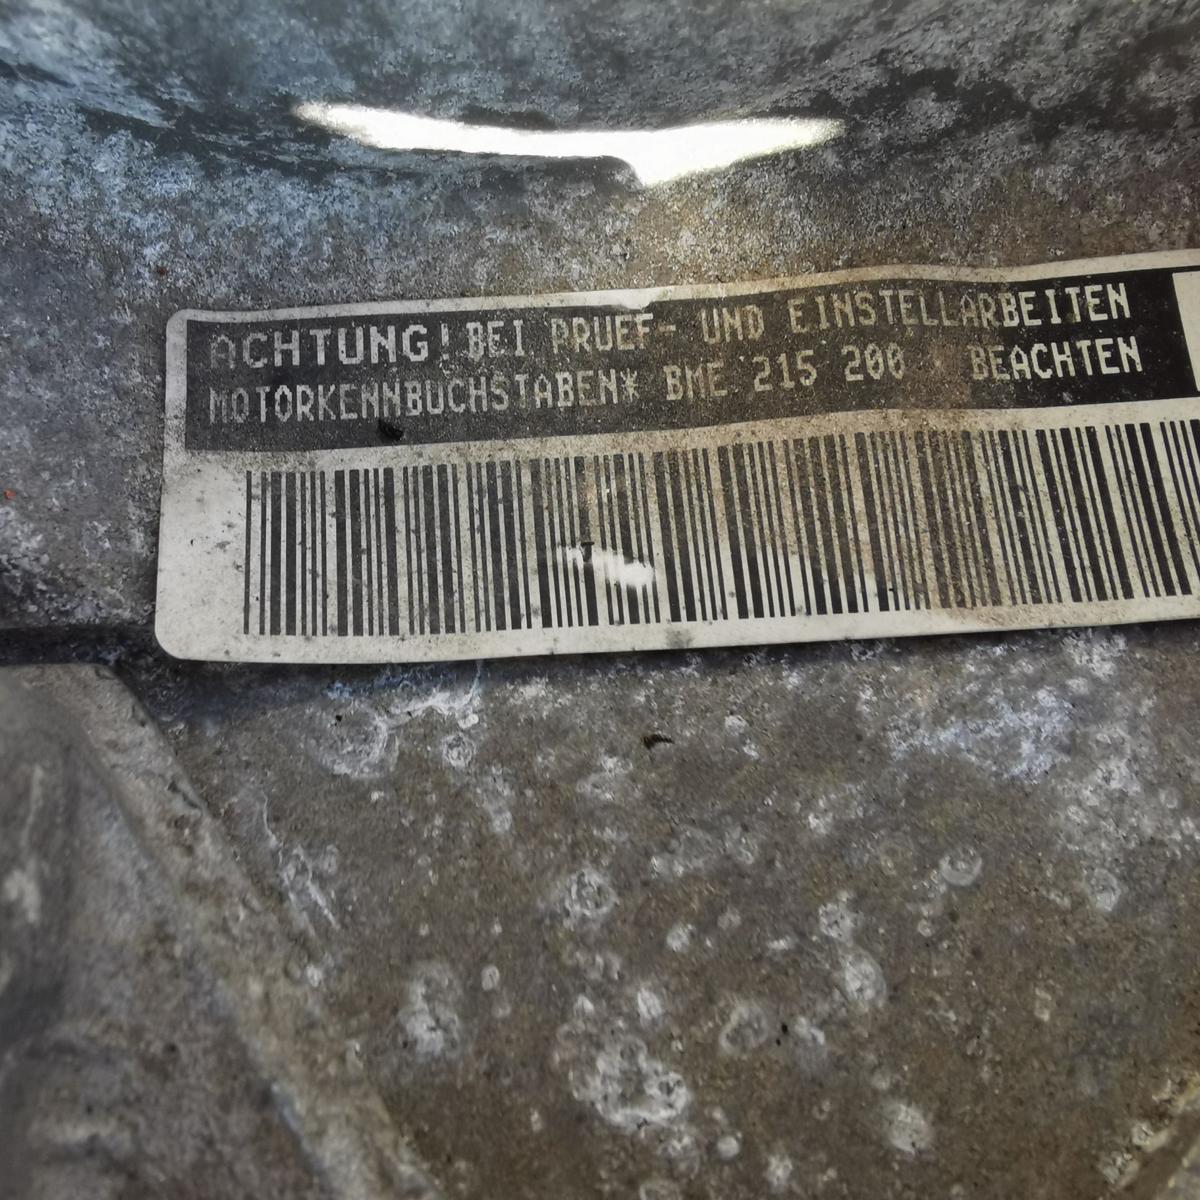 ACHTUNG! BEI PRUEF- UND EINSTELLARBEITEN
MOTORKENNBUCHSTABEN* BME 215 200 * BEACHTEN